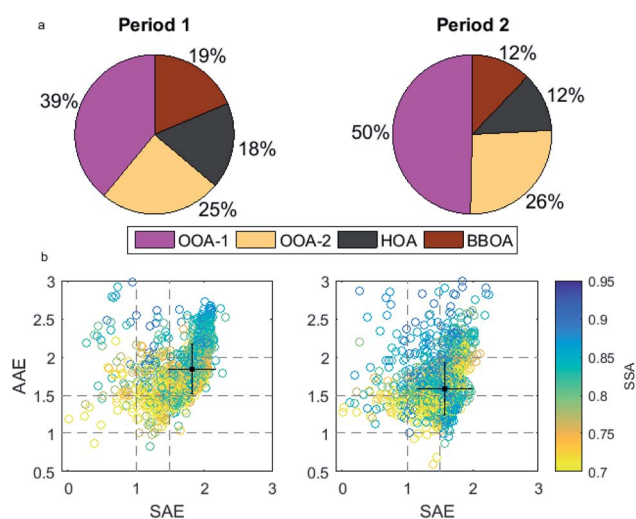 a
Period 1
Period 2
19%
39%
18%
25%
12%
12%
50%
26%
OOA-1 OOA-2 HOA BBOA
b
3
2.5
2
1.5
1
0.5
AAE
0 1 2 3
SAE
3
2.5
2
1.5
1
0.5
0 1 2 3
SAE
0.95
0.9
0.85
0.8
0.75
0.7
SSA